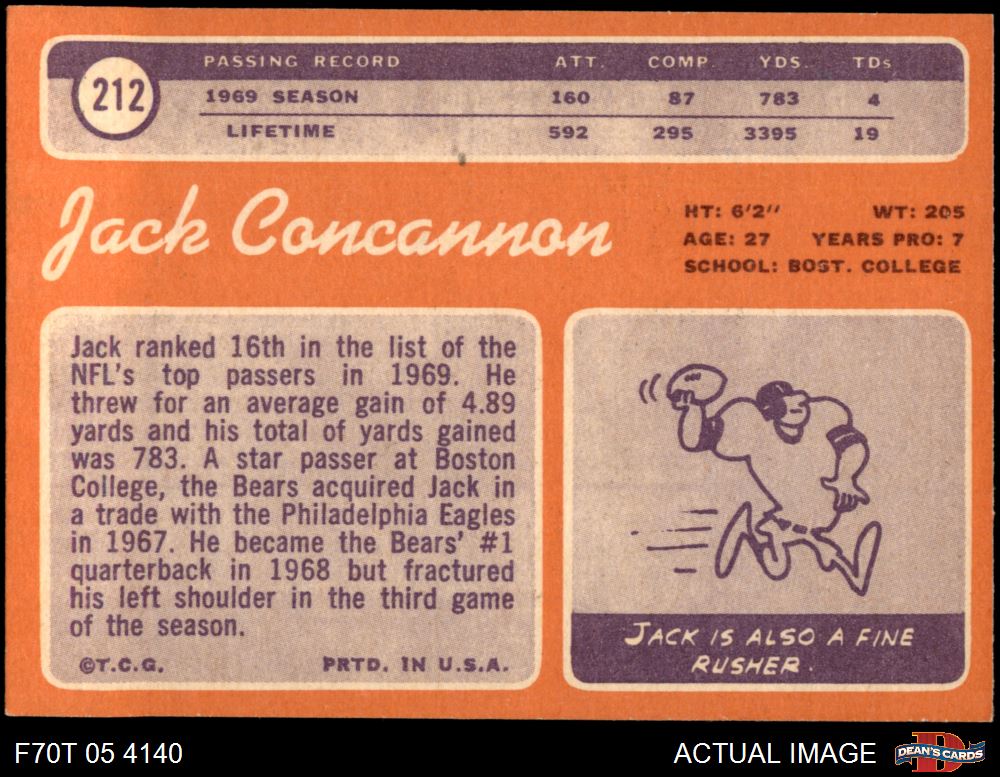 212
PASSING RECORD ATT. COMP. YDS. TDs
1969 SEASON 160 87 783 4
LIFETIME 592 295 3395 19
Jack Concannon
HT: 6'2" WT: 205
AGE: 27 YEARS PRO: 7
SCHOOL: BOST. COLLEGE
Jack ranked 16th in the list of the
NFL's top passers in 1969. He
threw for an average gain of 4.89
yards and his total of yards gained
was 783. A star passer at Boston
College, the Bears acquired Jack in
a trade with the Philadelphia Eagles
in 1967. He became the Bears' #1
quarterback in 1968 but fractured
his left shoulder in the third game
of the season.
©T.C.G. PRTD. IN U.S.A.
JACK IS ALSO A FINE
RUSHER.
F70T 05 4140 ACTUAL IMAGE
D
DEAN'S CARDS